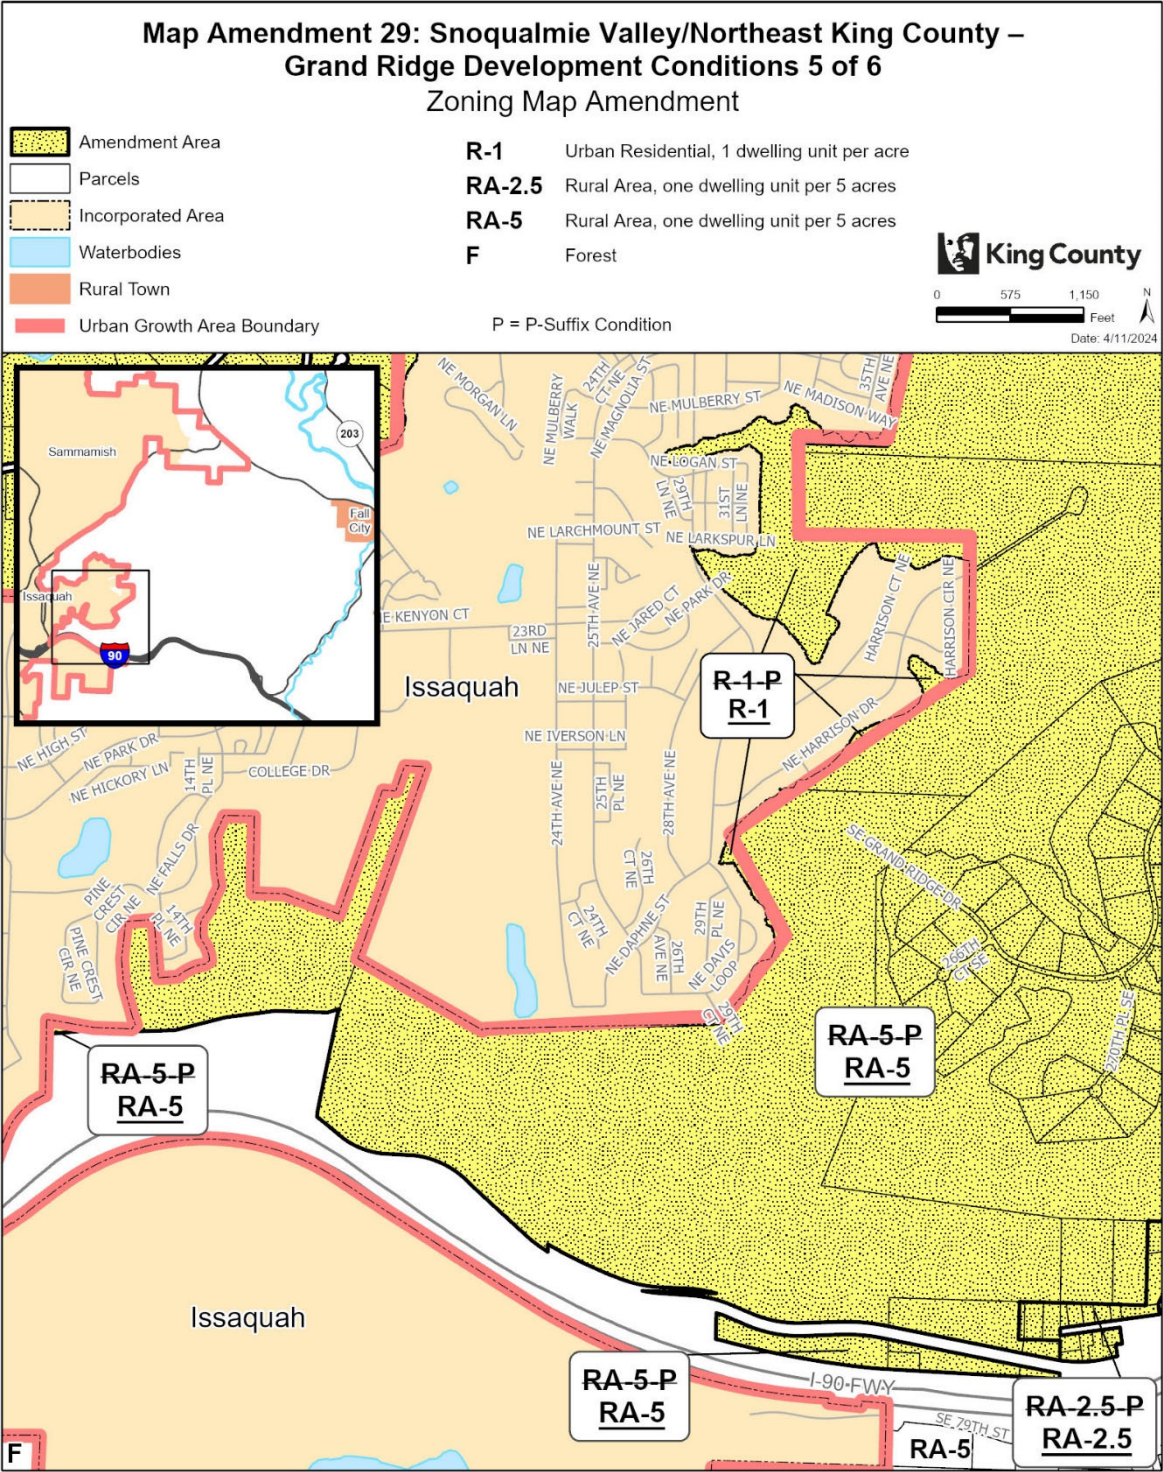 Map Amendment 29: Snoqualmie Valley/Northeast King County –
Grand Ridge Development Conditions 5 of 6
Zoning Map Amendment
Amendment Area
Parcels
Incorporated Area
Waterbodies
Rural Town
Urban Growth Area Boundary
R-1 Urban Residential, 1 dwelling unit per acre
RA-2.5 Rural Area, one dwelling unit per 5 acres
RA-5 Rural Area, one dwelling unit per 5 acres
F Forest
P = P-Suffix Condition
King County
0 575 1,150
Feet
N
Date: 4/11/2024
Sammamish
203
Fall
City
Issaquah
90
NE MORGAN LN
NE MULBERRY
WALK
24TH
CT NE
NE MAGNOLIA ST
NE MULBERRY ST
NE MADISON WAY
35TH
AVE NE
NE LOGAN ST
29TH
LN NE
31ST
LN NE
NE LARCHMOUNT ST
NE LARKSPUR LN
E KENYON CT
23RD
LN NE
25TH AVE NE
NE JARED CT
NE PARK DR
HARRISON CT NE
HARRISON CIR NE
Issaquah
NE JULEP ST
R-1-P
R-1
NE HARRISON DR
NE IVERSON LN
NE HIGH ST
NE PARK DR
NE HICKORY LN
14TH
PL NE
COLLEGE DR
24TH AVE NE
25TH
PL NE
28TH AVE NE
NE FALLS DR
PINE
CREST
CIR NE
14TH
PL NE
PINE CREST
CIR NE
26TH
CT NE
24TH
CT NE
NE DAPHNE ST
26TH
AVE NE
29TH
PL NE
NE DAVIS
LOOP
29TH
CT NE
SE GRAND RIDGE DR
266TH
CT SE
270TH PL SE
RA-5-P
RA-5
RA-5-P
RA-5
Issaquah
RA-5-P
RA-5
I-90 FWY
SE 79TH ST
RA-2.5-P
RA-2.5
RA-5
F